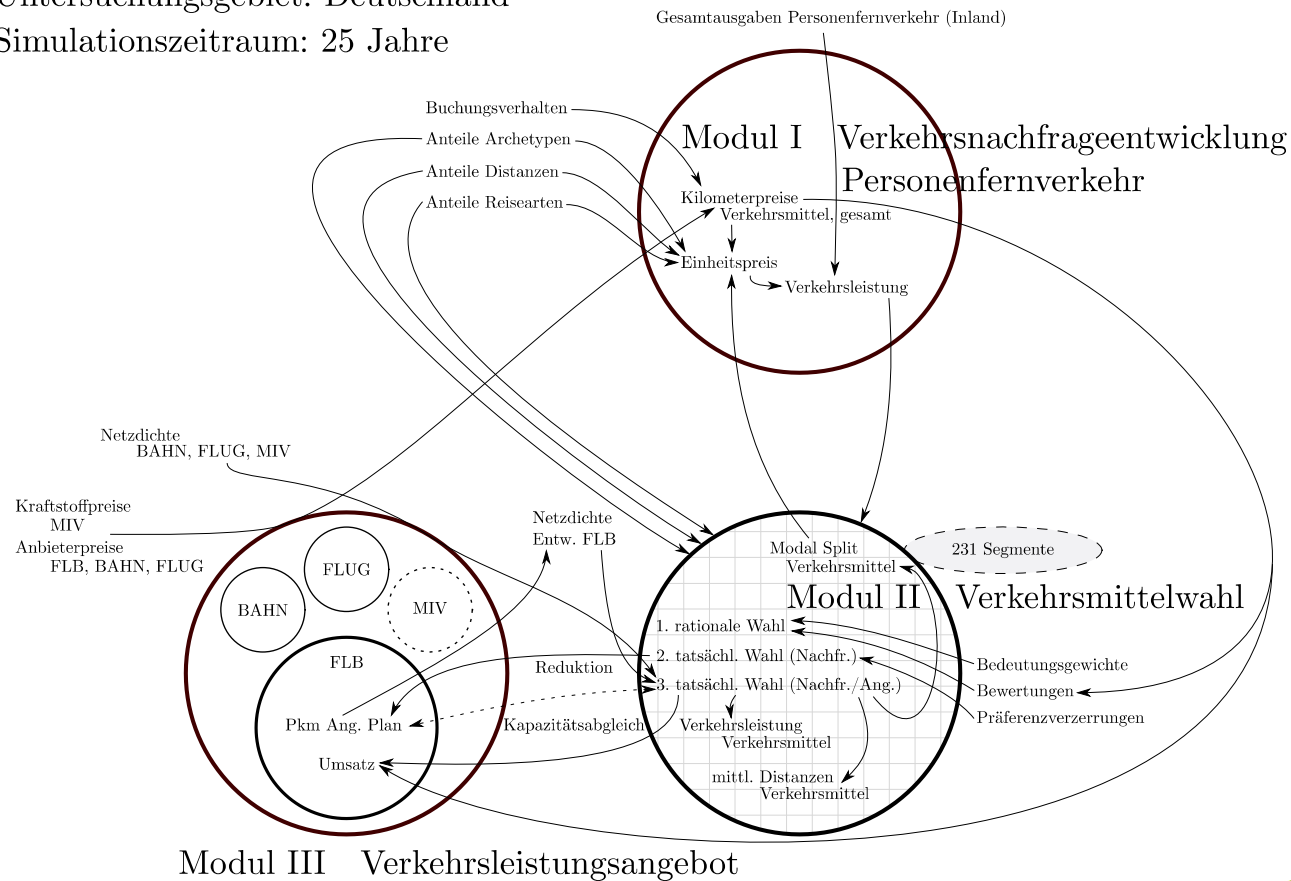 Untersuchungsgebiet: Deutschland
Simulationszeitraum: 25 Jahre
Gesamtausgaben Personenfernverkehr (Inland)
Buchungsverhalten
Anteile Archetypen
Anteile Distanzen
Anteile Reisearten
Modul I Verkehrsnachfrageentwicklung
Personenfernverkehr
Kilometerpreise
Verkehrsmittel, gesamt
Einheitspreis
Verkehrsleistung
Netzdichte
BAHN, FLUG, MIV
Kraftstoffpreise
MIV
Anbieterpreise
FLB, BAHN, FLUG
Netzdichte
Entw. FLB
FLUG
BAHN
MIV
FLB
Pkm Ang. Plan
Umsatz
Reduktion
Kapazitätsabgleich
Modal Split
Verkehrsmittel
231 Segmente
Modul II Verkehrsmittelwahl
1. rationale Wahl
2. tatsächl. Wahl (Nachfr.)
3. tatsächl. Wahl (Nachfr./Ang.)
Verkehrsleistung
Verkehrsmittel
mittl. Distanzen
Verkehrsmittel
Bedeutungsgewichte
Bewertungen
Präferenzverzerrungen
Modul III Verkehrsleistungsangebot